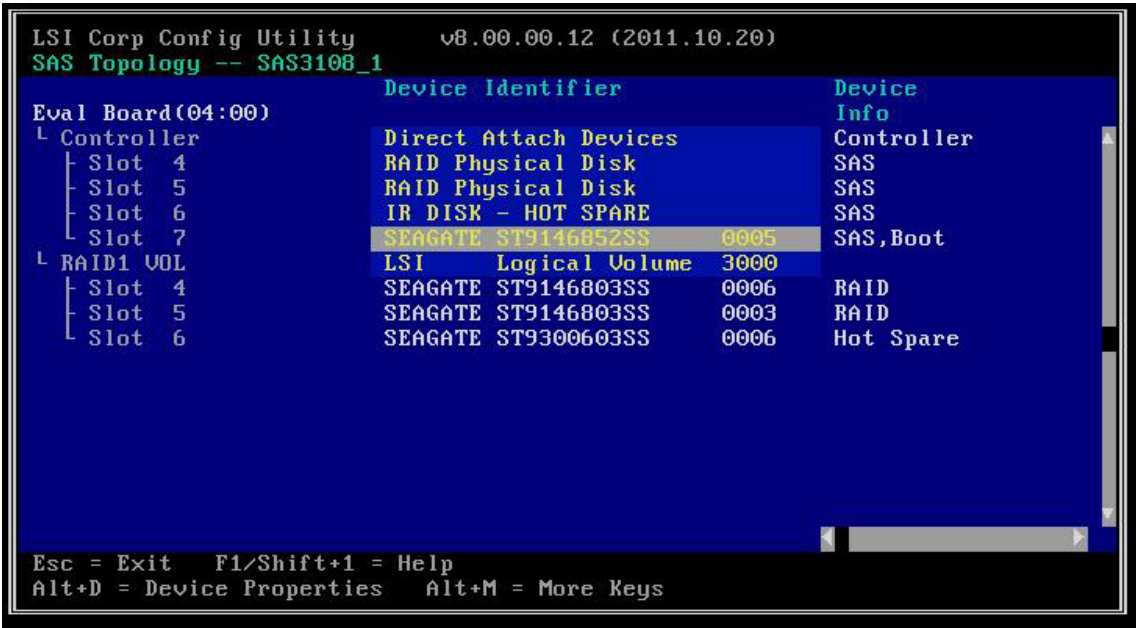 LSI Corp Config Utility v8.00.00.12 (2011.10.20)
SAS Topology -- SAS3108_1
Device Identifier Device
Eval Board(04:00) Info
└ Controller Direct Attach Devices Controller
├ Slot 4 RAID Physical Disk SAS
├ Slot 5 RAID Physical Disk SAS
├ Slot 6 IR DISK - HOT SPARE SAS
└ Slot 7 SEAGATE ST9146852SS 0005 SAS,Boot
└ RAID1 VOL LSI Logical Volume 3000
├ Slot 4 SEAGATE ST9146803SS 0006 RAID
├ Slot 5 SEAGATE ST9146803SS 0003 RAID
└ Slot 6 SEAGATE ST9300603SS 0006 Hot Spare
Esc = Exit F1/Shift+1 = Help
Alt+D = Device Properties Alt+M = More Keys